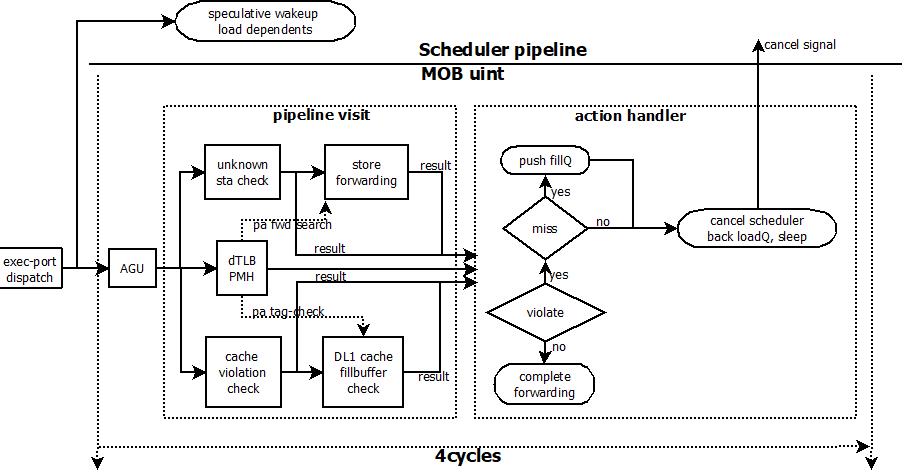 speculative wakeup
load dependents
cancel signal
Scheduler pipeline
MOB uint
pipeline visit
action handler
unknown
sta check
store
forwarding
result
push fillQ
yes
pa fwd search
miss
no
cancel scheduler
back loadQ, sleep
result
exec-port
dispatch
AGU
dTLB
PMH
result
yes
pa tag-check
violate
no
cache
violation
check
DL1 cache
fillbuffer
check
result
complete
forwarding
4cycles